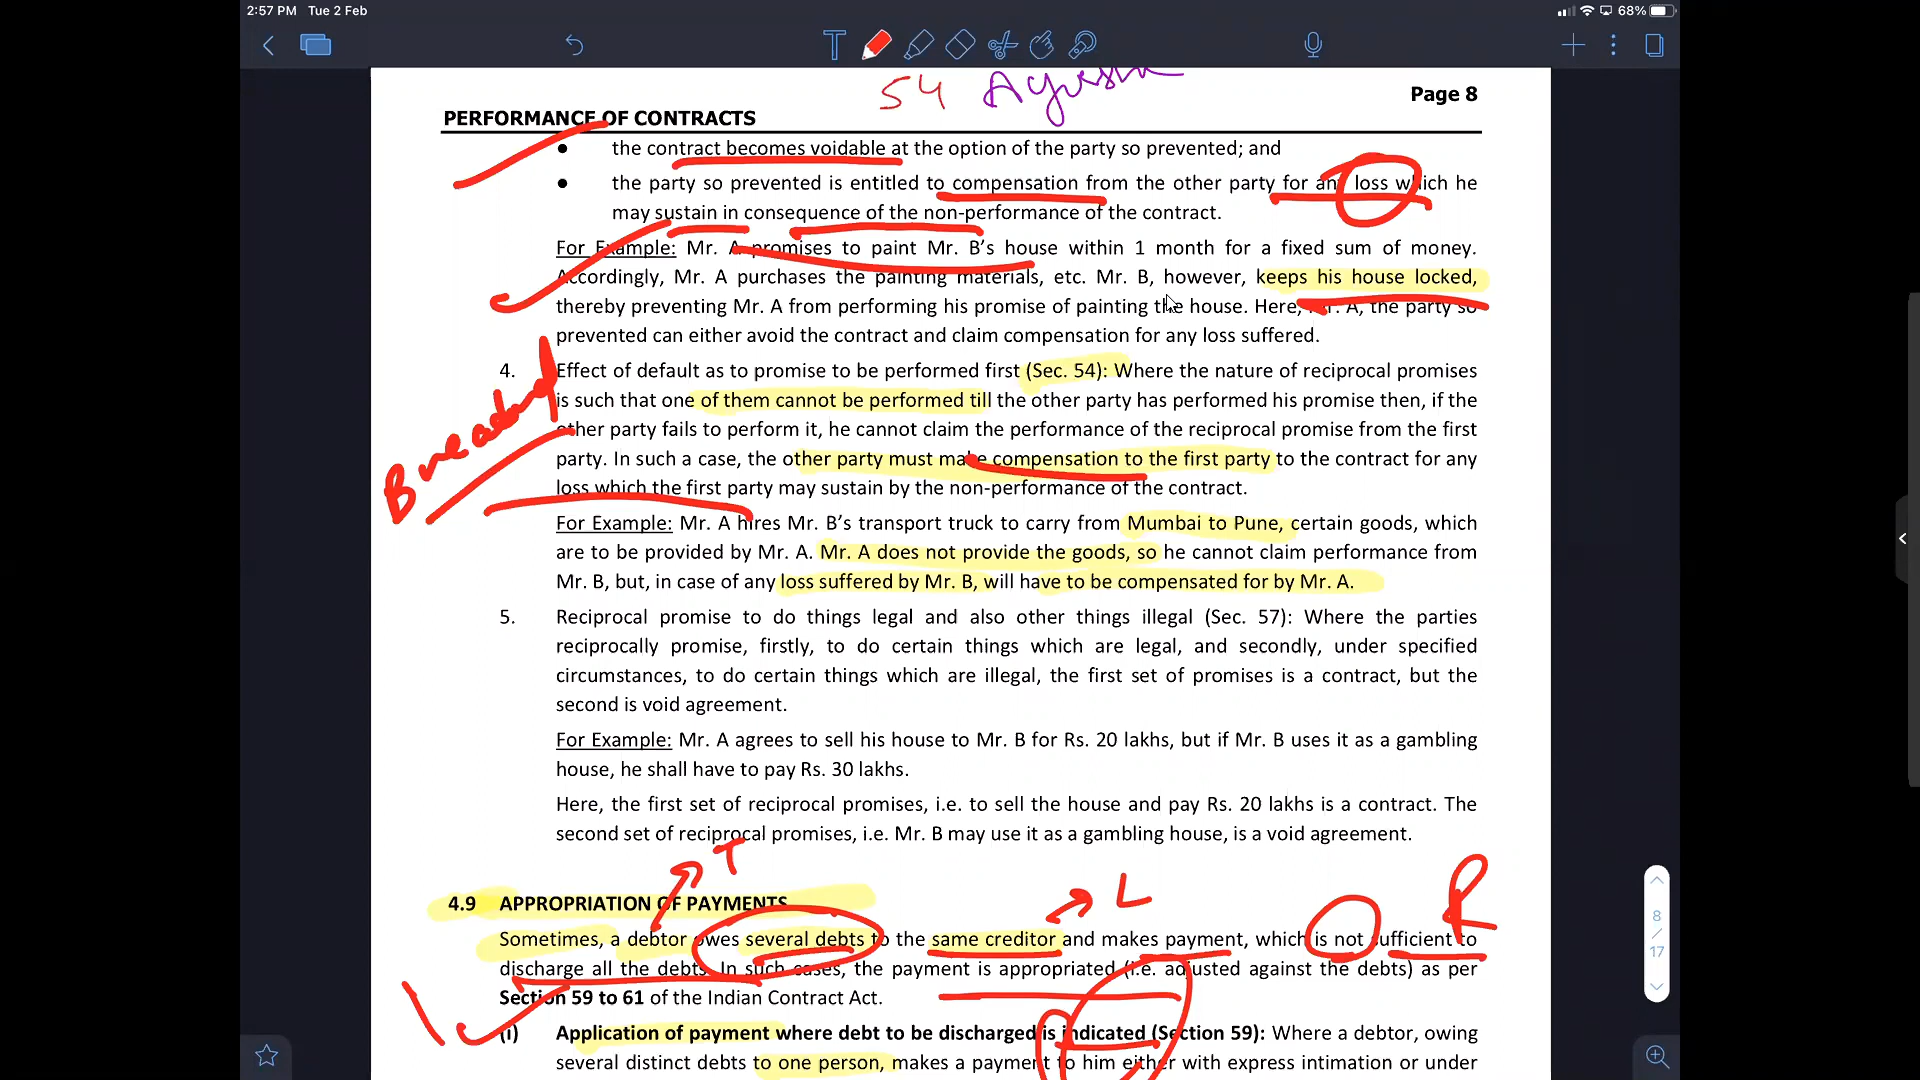 2:57 PM Tue 2 Feb
68%
54 Ayush
Page 8
PERFORMANCE OF CONTRACTS
● the contract becomes voidable at the option of the party so prevented; and
● the party so prevented is entitled to compensation from the other party for any loss which he
may sustain in consequence of the non-performance of the contract.
For Example: Mr. A promises to paint Mr. B's house within 1 month for a fixed sum of money.
Accordingly, Mr. A purchases the painting materials, etc. Mr. B, however, keeps his house locked,
thereby preventing Mr. A from performing his promise of painting the house. Here, Mr. A, the party so
prevented can either avoid the contract and claim compensation for any loss suffered.
4. Effect of default as to promise to be performed first (Sec. 54): Where the nature of reciprocal promises
is such that one of them cannot be performed till the other party has performed his promise then, if the
other party fails to perform it, he cannot claim the performance of the reciprocal promise from the first
party. In such a case, the other party must make compensation to the first party to the contract for any
loss which the first party may sustain by the non-performance of the contract.
For Example: Mr. A hires Mr. B's transport truck to carry from Mumbai to Pune, certain goods, which
are to be provided by Mr. A. Mr. A does not provide the goods, so he cannot claim performance from
Mr. B, but, in case of any loss suffered by Mr. B, will have to be compensated for by Mr. A.
5. Reciprocal promise to do things legal and also other things illegal (Sec. 57): Where the parties
reciprocally promise, firstly, to do certain things which are legal, and secondly, under specified
circumstances, to do certain things which are illegal, the first set of promises is a contract, but the
second is void agreement.
For Example: Mr. A agrees to sell his house to Mr. B for Rs. 20 lakhs, but if Mr. B uses it as a gambling
house, he shall have to pay Rs. 30 lakhs.
Here, the first set of reciprocal promises, i.e. to sell the house and pay Rs. 20 lakhs is a contract. The
second set of reciprocal promises, i.e. Mr. B may use it as a gambling house, is a void agreement.
T
L
R
4.9 APPROPRIATION OF PAYMENTS
Sometimes, a debtor owes several debts to the same creditor and makes payment, which is not sufficient to
discharge all the debts. In such cases, the payment is appropriated (i.e. adjusted against the debts) as per
Section 59 to 61 of the Indian Contract Act.
(i) Application of payment where debt to be discharged is indicated (Section 59): Where a debtor, owing
several distinct debts to one person, makes a payment to him either with express intimation or under
8
/
17